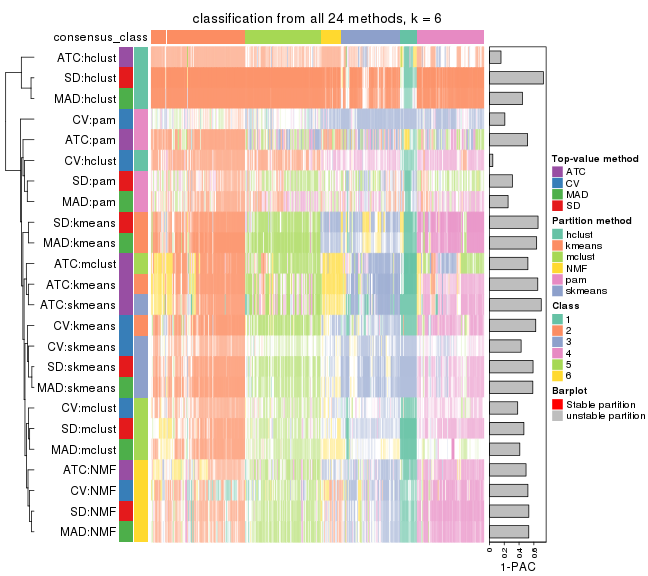 classification from all 24 methods, k = 6
consensus_class
ATC:hclust
SD:hclust
MAD:hclust
CV:pam
ATC:pam
CV:hclust
SD:pam
MAD:pam
SD:kmeans
MAD:kmeans
ATC:mclust
ATC:kmeans
ATC:skmeans
CV:kmeans
CV:skmeans
SD:skmeans
MAD:skmeans
CV:mclust
SD:mclust
MAD:mclust
ATC:NMF
CV:NMF
SD:NMF
MAD:NMF
0 0.2 0.4 0.6
1-PAC
Top-value method
ATC
CV
MAD
SD
Partition method
hclust
kmeans
mclust
NMF
pam
skmeans
Class
1
2
3
4
5
6
Barplot
Stable partition
unstable partition